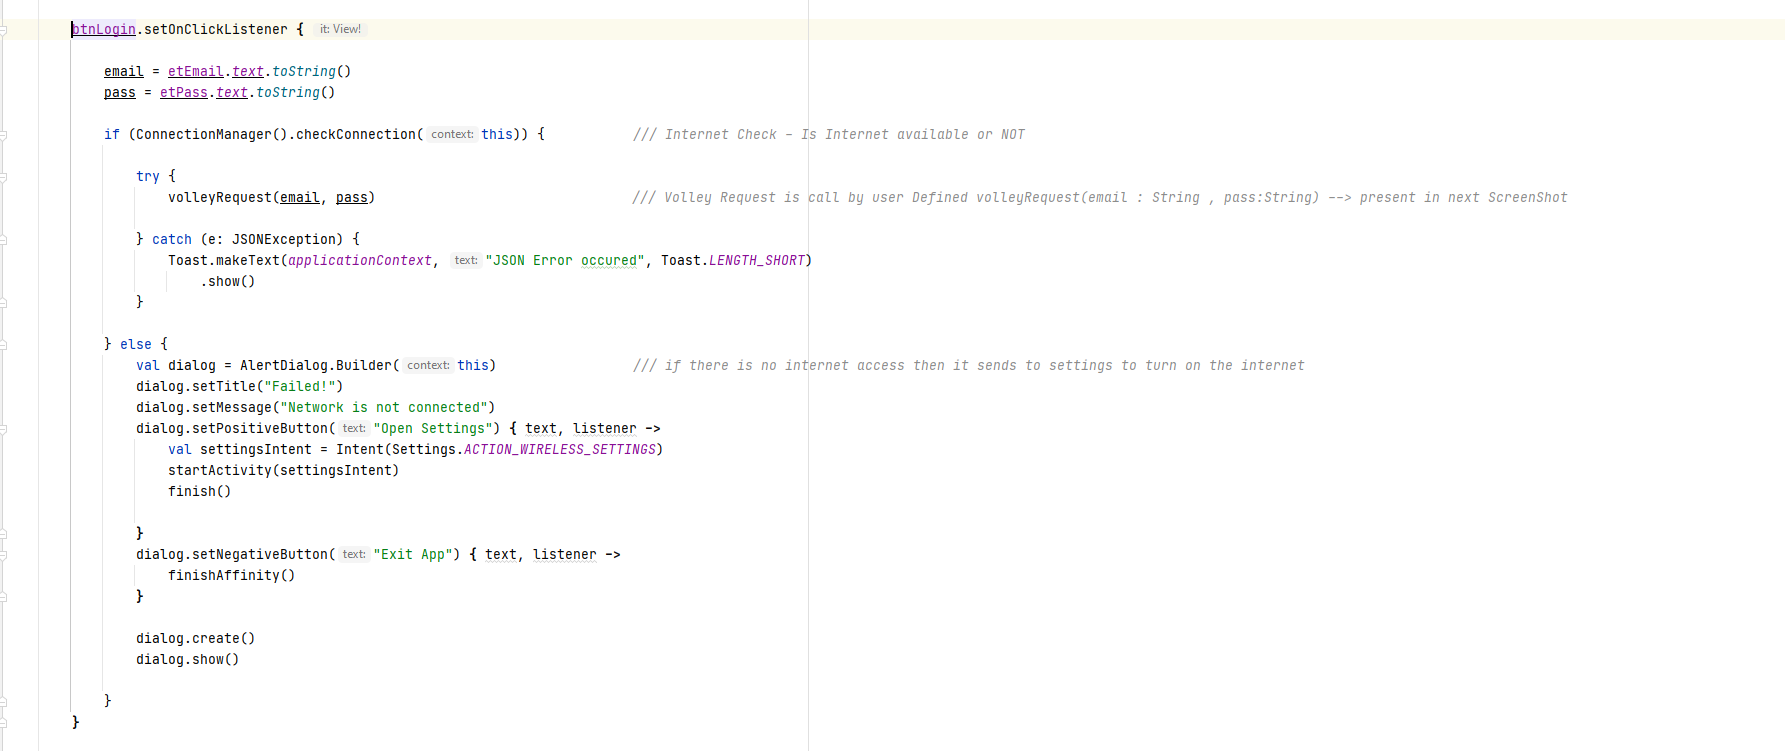 btnLogin.setOnClickListener { it: View!
email = etEmail.text.toString()
pass = etPass.text.toString()
if (ConnectionManager().checkConnection( context: this)) { /// Internet Check - Is Internet available or NOT
try {
volleyRequest(email, pass) /// Volley Request is call by user Defined volleyRequest(email : String , pass:String) --> present in next ScreenShot
} catch (e: JSONException) {
Toast.makeText(applicationContext, text: "JSON Error occured", Toast.LENGTH_SHORT)
.show()
}
} else {
val dialog = AlertDialog.Builder( context: this) /// if there is no internet access then it sends to settings to turn on the internet
dialog.setTitle("Failed!")
dialog.setMessage("Network is not connected")
dialog.setPositiveButton( text: "Open Settings") { text, listener ->
val settingsIntent = Intent(Settings.ACTION_WIRELESS_SETTINGS)
startActivity(settingsIntent)
finish()
}
dialog.setNegativeButton( text: "Exit App") { text, listener ->
finishAffinity()
}
dialog.create()
dialog.show()
}
}